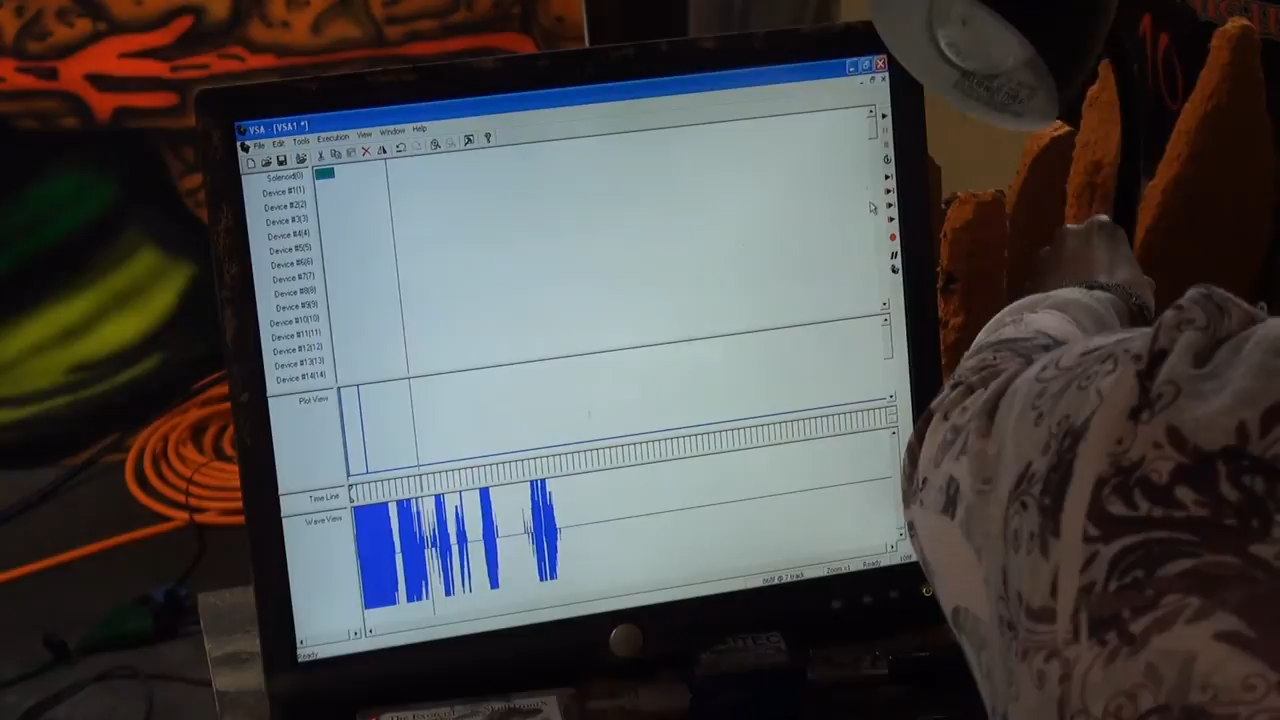 VSA - [VSA1 *]
File Edit Tools Execution View Window Help
Solenoid(0)
Device #1(1)
Device #2(2)
Device #3(3)
Device #4(4)
Device #5(5)
Device #6(6)
Device #7(7)
Device #8(8)
Device #9(9)
Device #10(10)
Device #11(11)
Device #12(12)
Device #13(13)
Device #14(14)
Plot View
Time Line
Wave View
Zoom x1 Ready
Ready